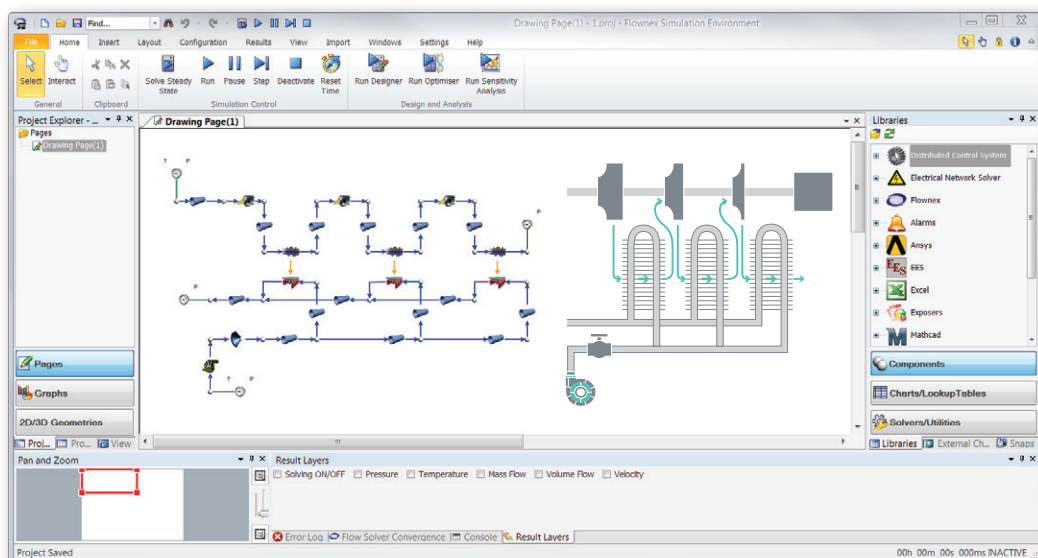 Find...
Drawing Page(1) - 1.proj - Flownex Simulation Environment
File Home Insert Layout Configuration Results View Import Windows Settings Help
Select Interact
Solve Steady State Run Pause Step Deactivate Reset Time
Run Designer Run Optimiser Run Sensitivity Analysis
General Clipboard Simulation Control Design and Analysis
Project Explorer - ...
Pages
Drawing Page(1)
Drawing Page(1)
T P
P
P
T P
Libraries
Distributed Control System
Electrical Network Solver
Flownex
Alarms
Ansys
EES
EES
Excel
Exposers
Mathcad
Pages
Graphs
2D/3D Geometries
Proj... Pro... View
Components
Charts/LookupTables
Solvers/Utilities
Libraries External Ch... Snaps
Pan and Zoom
Result Layers
Solving ON/OFF Pressure Temperature Mass Flow Volume Flow Velocity
Error Log Flow Solver Convergence Console Result Layers
Project Saved
00h 00m 00s 000ms INACTIVE